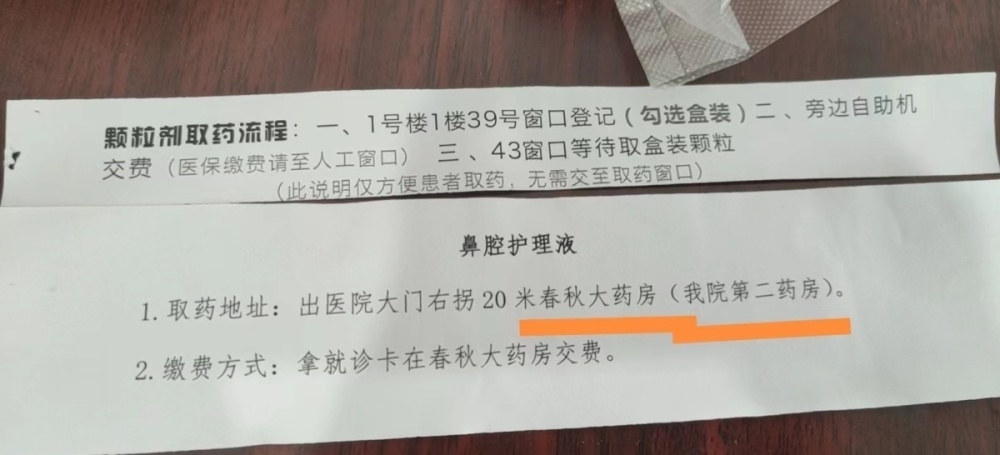 颗粒剂取药流程：一、1号楼1楼39号窗口登记（勾选盒装）二、旁边自助机
交费（医保缴费请至人工窗口） 三、43窗口等待取盒装颗粒
（此说明仅方便患者取药，无需交至取药窗口）
鼻腔护理液
1.取药地址：出医院大门右拐20米春秋大药房（我院第二药房）。
2.缴费方式：拿就诊卡在春秋大药房交费。